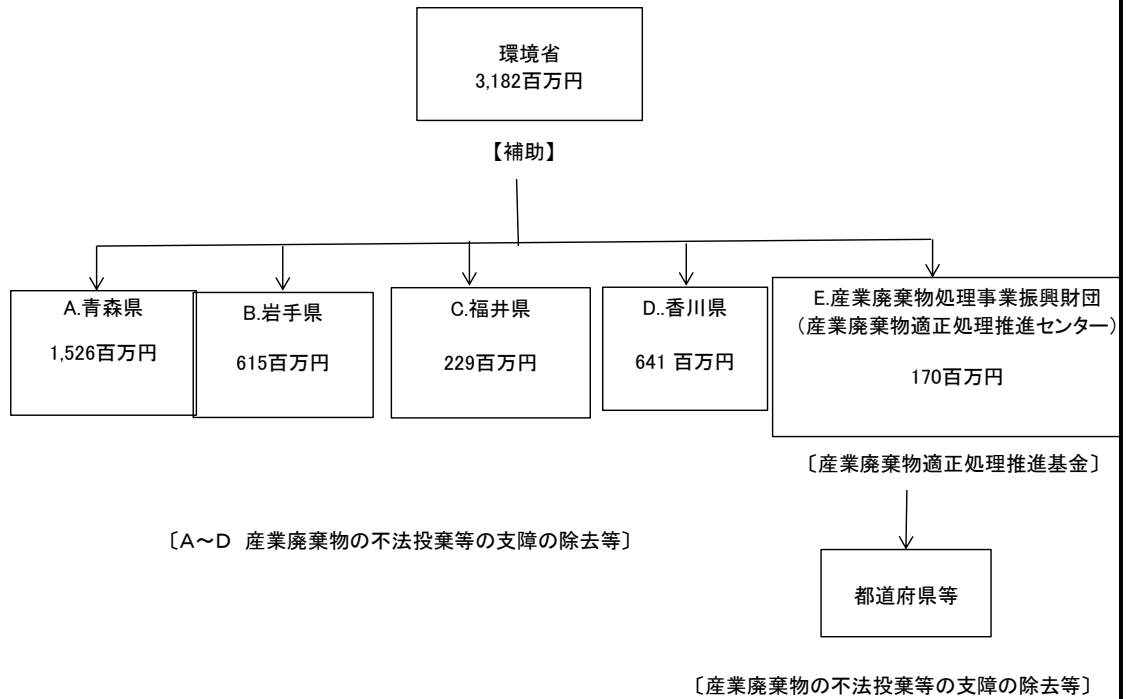 環境省
3,182百万円
【補助】
A.青森県
1,526百万円
B.岩手県
615百万円
C.福井県
229百万円
D..香川県
641 百万円
E.産業廃棄物処理事業振興財団
（産業廃棄物適正処理推進センター）
170百万円
〔産業廃棄物適正処理推進基金〕
〔A～D 産業廃棄物の不法投棄等の支障の除去等〕
都道府県等
〔産業廃棄物の不法投棄等の支障の除去等〕